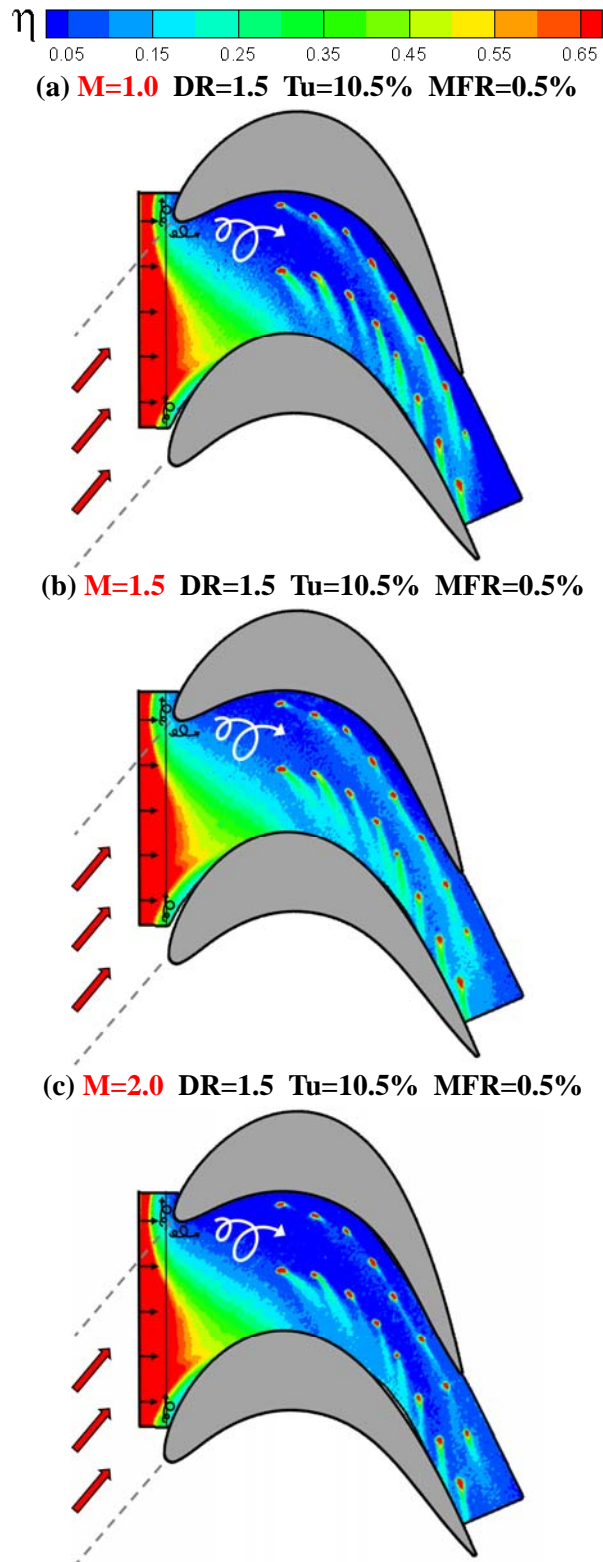 η
0.05 0.15 0.25 0.35 0.45 0.55 0.65
(a) M=1.0 DR=1.5 Tu=10.5% MFR=0.5%
(b) M=1.5 DR=1.5 Tu=10.5% MFR=0.5%
(c) M=2.0 DR=1.5 Tu=10.5% MFR=0.5%